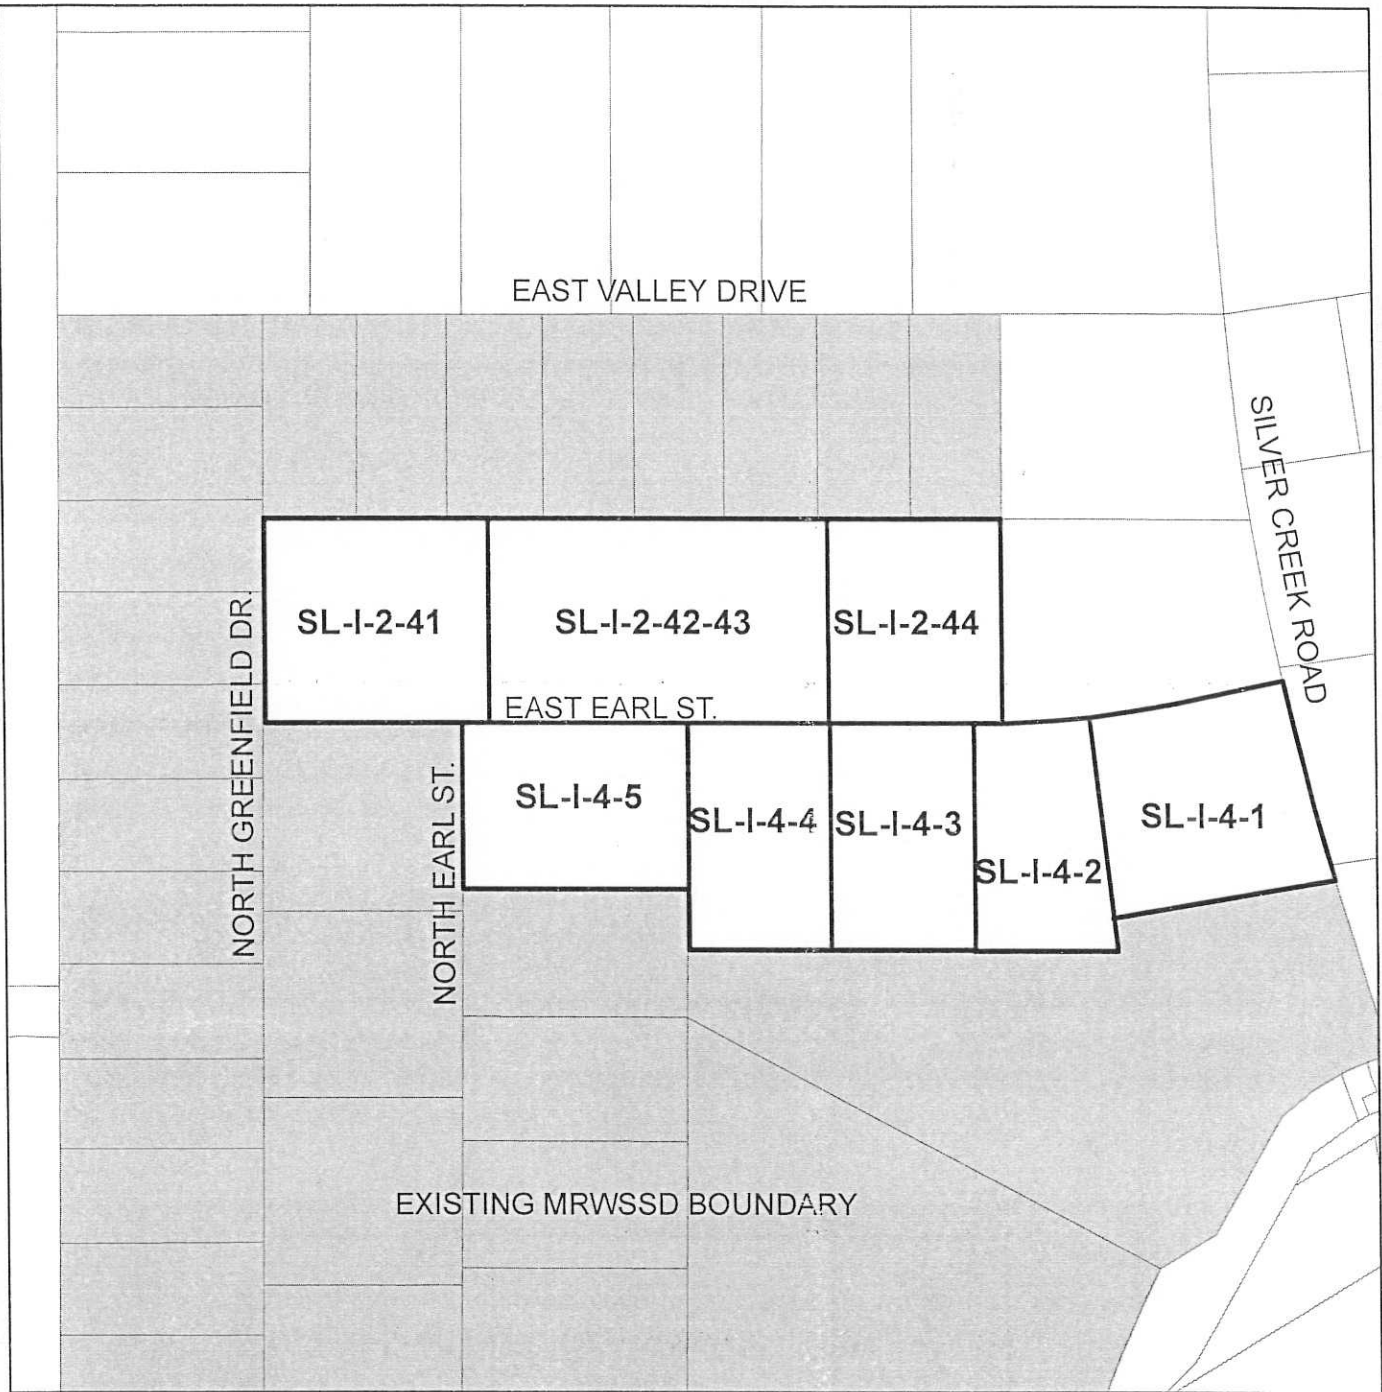 EAST VALLEY DRIVE
SILVER CREEK ROAD
SL-I-2-41
SL-I-2-42-43
SL-I-2-44
NORTH GREENFIELD DR.
EAST EARL ST.
NORTH EARL ST.
SL-I-4-5
SL-I-4-4
SL-I-4-3
SL-I-4-2
SL-I-4-1
EXISTING MRWSSD BOUNDARY